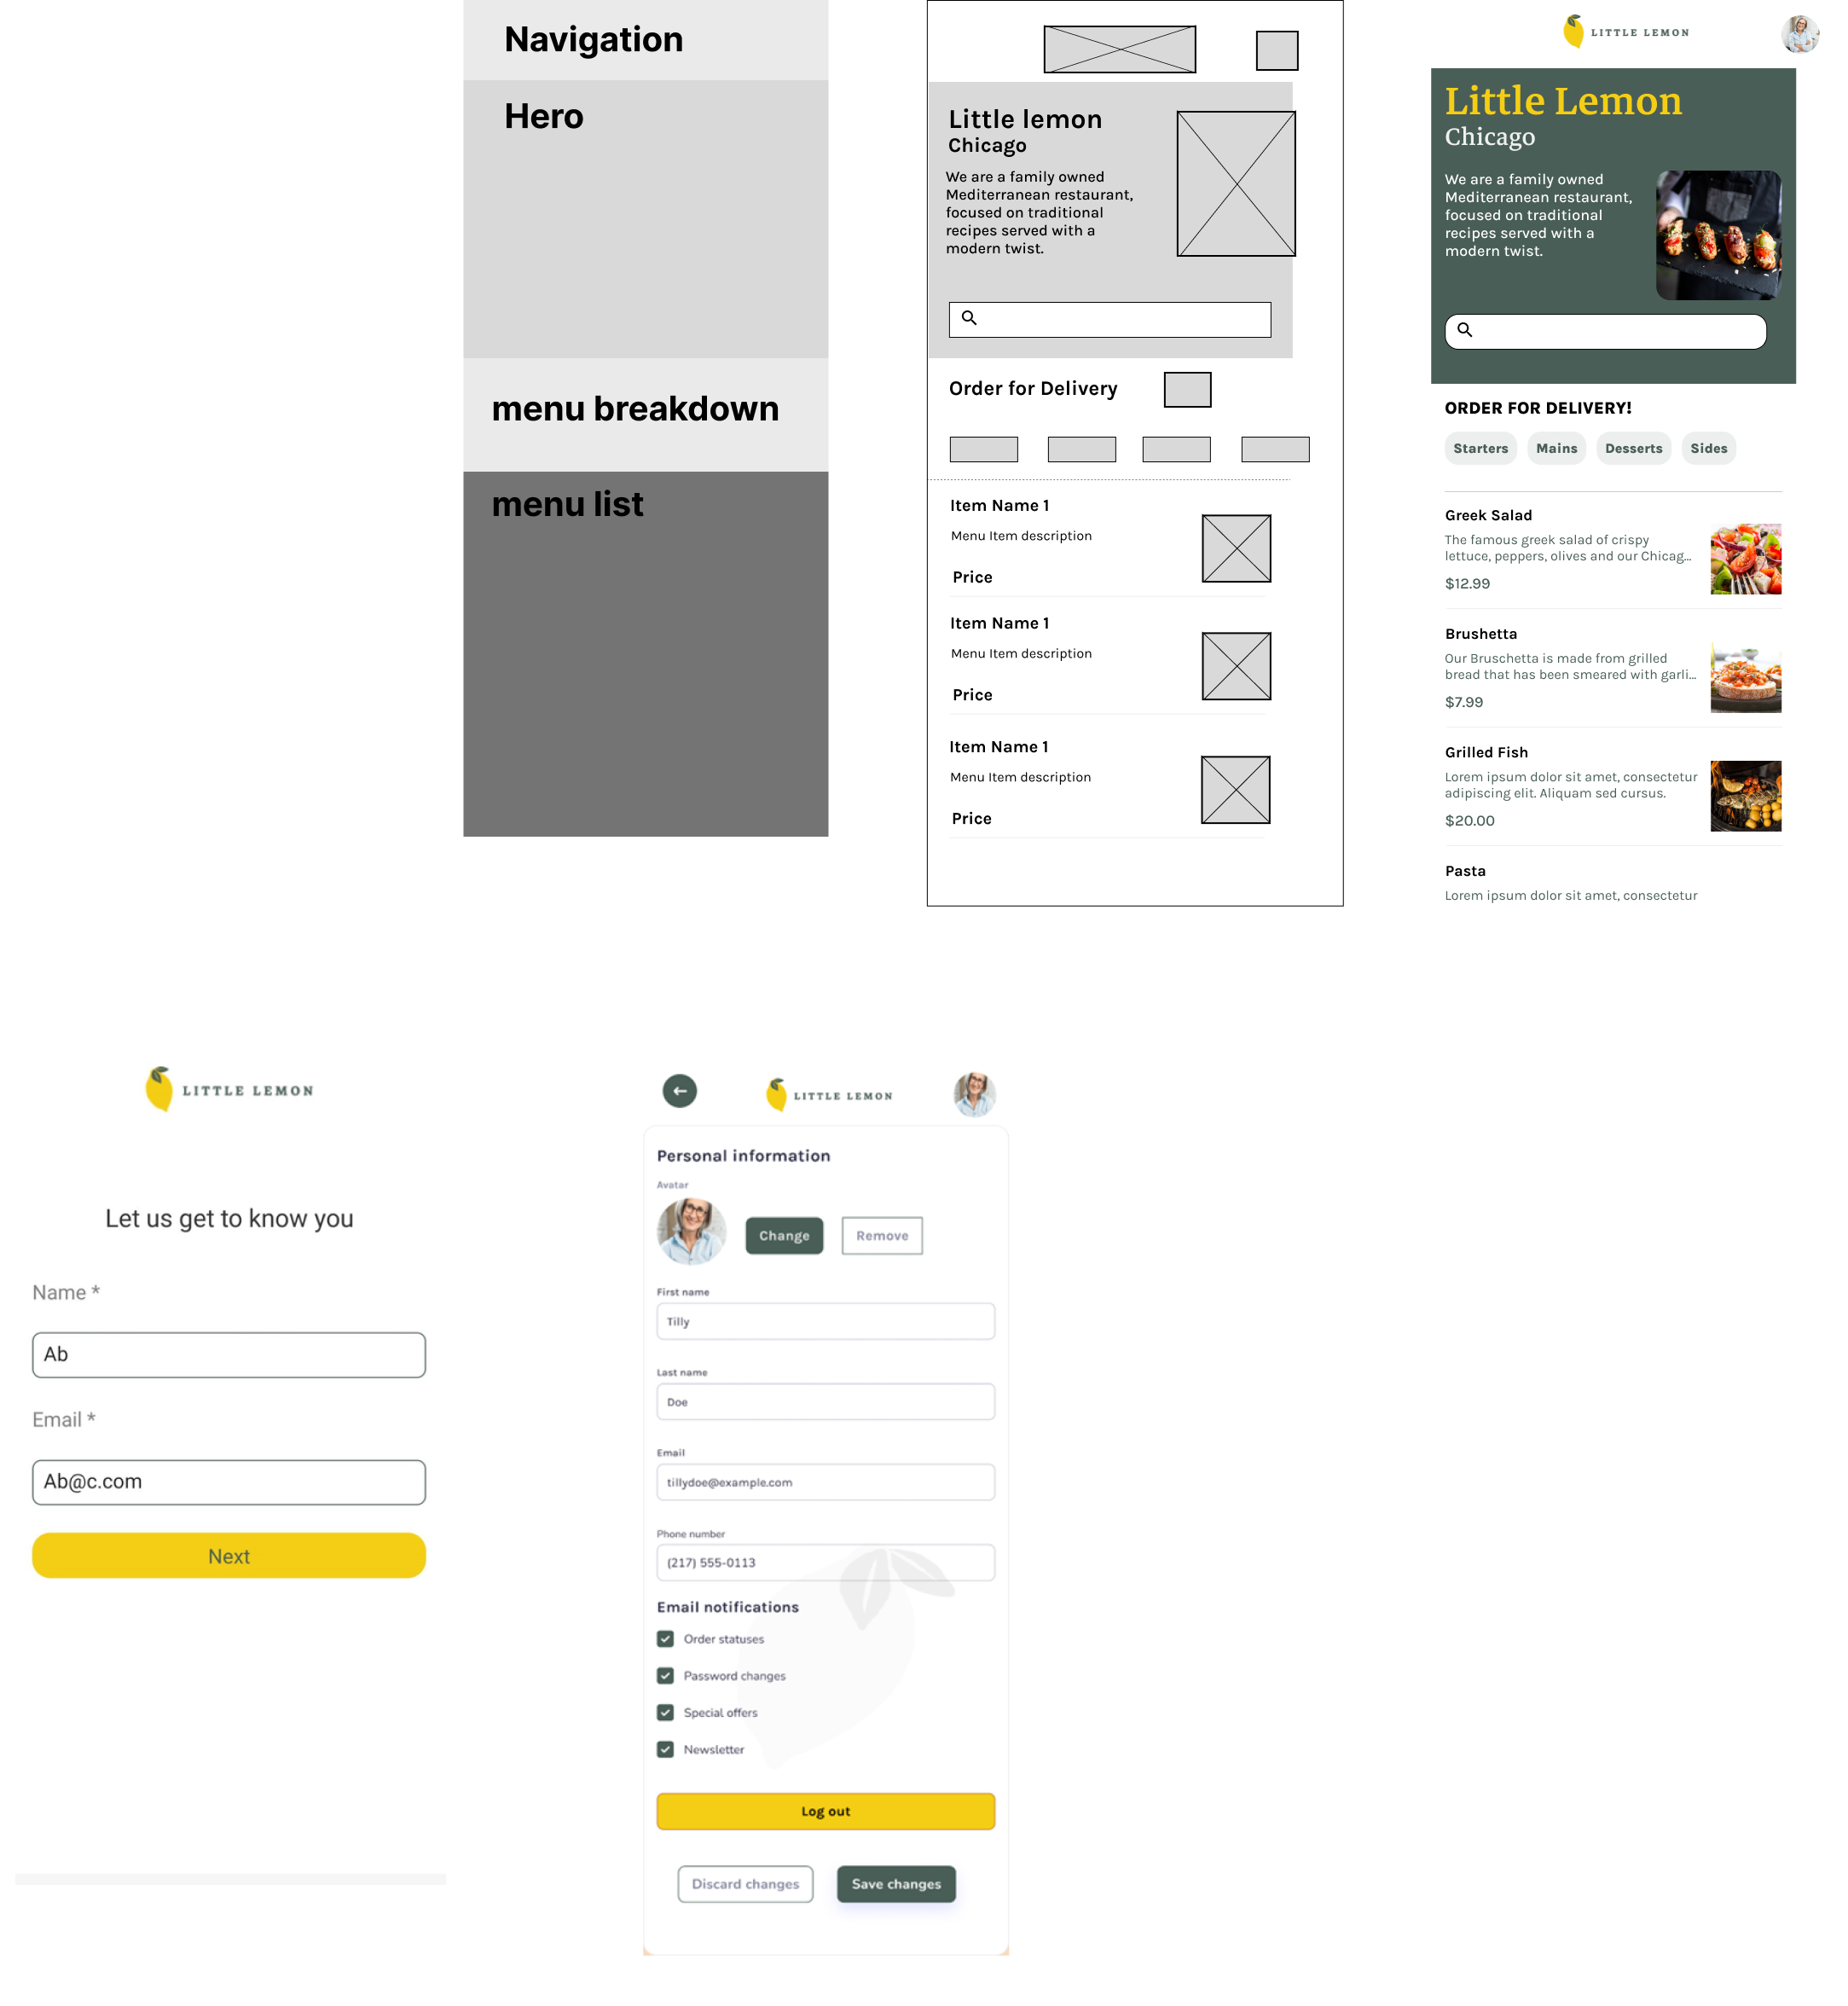 Navigation
Hero
menu breakdown
menu list
Little lemon
Chicago
We are a family owned
Mediterranean restaurant,
focused on traditional
recipes served with a
modern twist.
Order for Delivery
Item Name 1
Menu Item description
Price
Item Name 1
Menu Item description
Price
Item Name 1
Menu Item description
Price
LITTLE LEMON
Little Lemon
Chicago
We are a family owned
Mediterranean restaurant,
focused on traditional
recipes served with a
modern twist.
ORDER FOR DELIVERY!
Starters Mains Desserts Sides
Greek Salad
The famous greek salad of crispy
lettuce, peppers, olives and our Chicag...
$12.99
Brushetta
Our Bruschetta is made from grilled
bread that has been smeared with garli...
$7.99
Grilled Fish
Lorem ipsum dolor sit amet, consectetur
adipiscing elit. Aliquam sed cursus.
$20.00
Pasta
Lorem ipsum dolor sit amet, consectetur
LITTLE LEMON
Let us get to know you
Name *
Ab
Email *
Ab@c.com
Next
LITTLE LEMON
Personal information
Avatar
Change Remove
First name
Tilly
Last name
Doe
Email
tillydoe@example.com
Phone number
(217) 555-0113
Email notifications
Order statuses
Password changes
Special offers
Newsletter
Log out
Discard changes Save changes